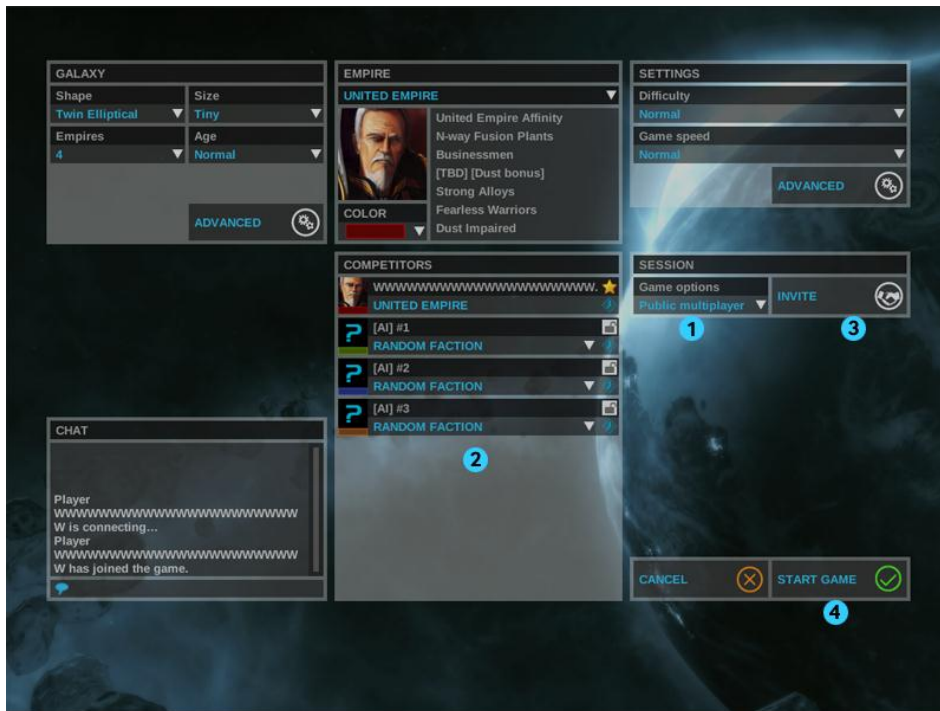 GALAXY
Shape
Size
Twin Elliptical
Tiny
Empires
Age
4
Normal
ADVANCED
EMPIRE
UNITED EMPIRE
United Empire Affinity
N-way Fusion Plants
Businessmen
[TBD] [Dust bonus]
Strong Alloys
Fearless Warriors
Dust Impaired
COLOR
SETTINGS
Difficulty
Normal
Game speed
Normal
ADVANCED
COMPETITORS
WWWWWWWWWWWWWWWWWWWW.
UNITED EMPIRE
? [AI] #1
RANDOM FACTION
? [AI] #2
RANDOM FACTION
? [AI] #3
RANDOM FACTION
2
SESSION
Game options
Public multiplayer
INVITE
1
3
CHAT
Player
WWWWWWWWWWWWWWWWWWWWWWW
W is connecting...
Player
WWWWWWWWWWWWWWWWWWWWWWW
W has joined the game.
CANCEL
START GAME
4